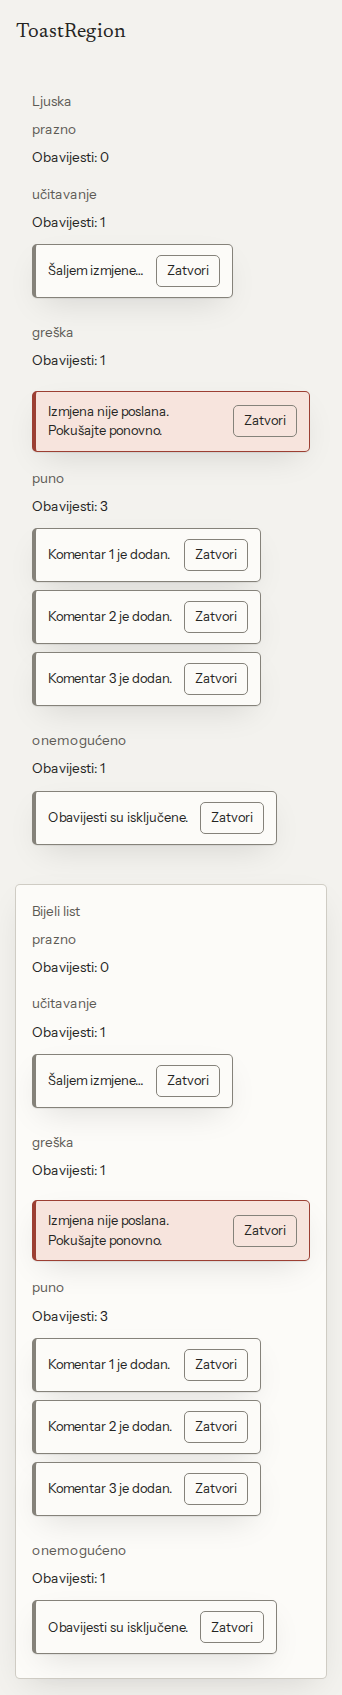 ToastRegion
Ljuska
prazno
Obavijesti: 0
učitavanje
Obavijesti: 1
Šaljem izmjene… Zatvori
greška
Obavijesti: 1
Izmjena nije poslana.
Pokušajte ponovno. Zatvori
puno
Obavijesti: 3
Komentar 1 je dodan. Zatvori
Komentar 2 je dodan. Zatvori
Komentar 3 je dodan. Zatvori
onemogućeno
Obavijesti: 1
Obavijesti su isključene. Zatvori
Bijeli list
prazno
Obavijesti: 0
učitavanje
Obavijesti: 1
Šaljem izmjene… Zatvori
greška
Obavijesti: 1
Izmjena nije poslana.
Pokušajte ponovno. Zatvori
puno
Obavijesti: 3
Komentar 1 je dodan. Zatvori
Komentar 2 je dodan. Zatvori
Komentar 3 je dodan. Zatvori
onemogućeno
Obavijesti: 1
Obavijesti su isključene. Zatvori